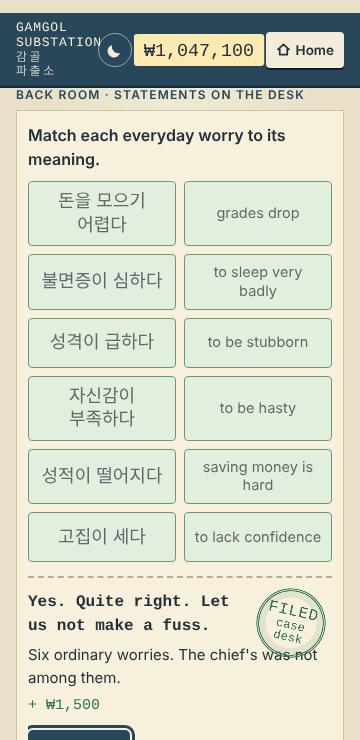 GAMGOL
SUBSTATION
감골
파출소
₩1,047,100
Home
BACK ROOM · STATEMENTS ON THE DESK
Match each everyday worry to its
meaning.
돈을 모으기
어렵다
grades drop
불면증이 심하다
to sleep very
badly
성격이 급하다
to be stubborn
자신감이
부족하다
to be hasty
성적이 떨어지다
saving money is
hard
고집이 세다
to lack confidence
Yes. Quite right. Let
us not make a fuss.
FILED
case
desk
Six ordinary worries. The chief's was not
among them.
+ ₩1,500